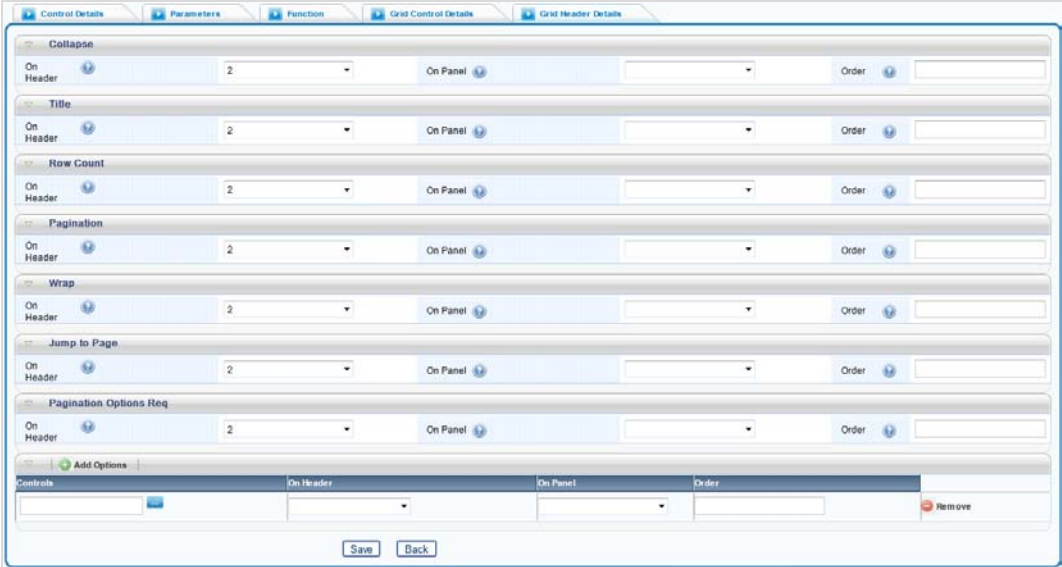 Control Details Parameters Function Grid Control Details Grid Header Details
Collapse
On Header 2 On Panel Order
Title
On Header 2 On Panel Order
Row Count
On Header 2 On Panel Order
Pagination
On Header 2 On Panel Order
Wrap
On Header 2 On Panel Order
Jump to Page
On Header 2 On Panel Order
Pagination Options Req
On Header 2 On Panel Order
Add Options
Controls On Header On Panel Order
Remove
Save Back